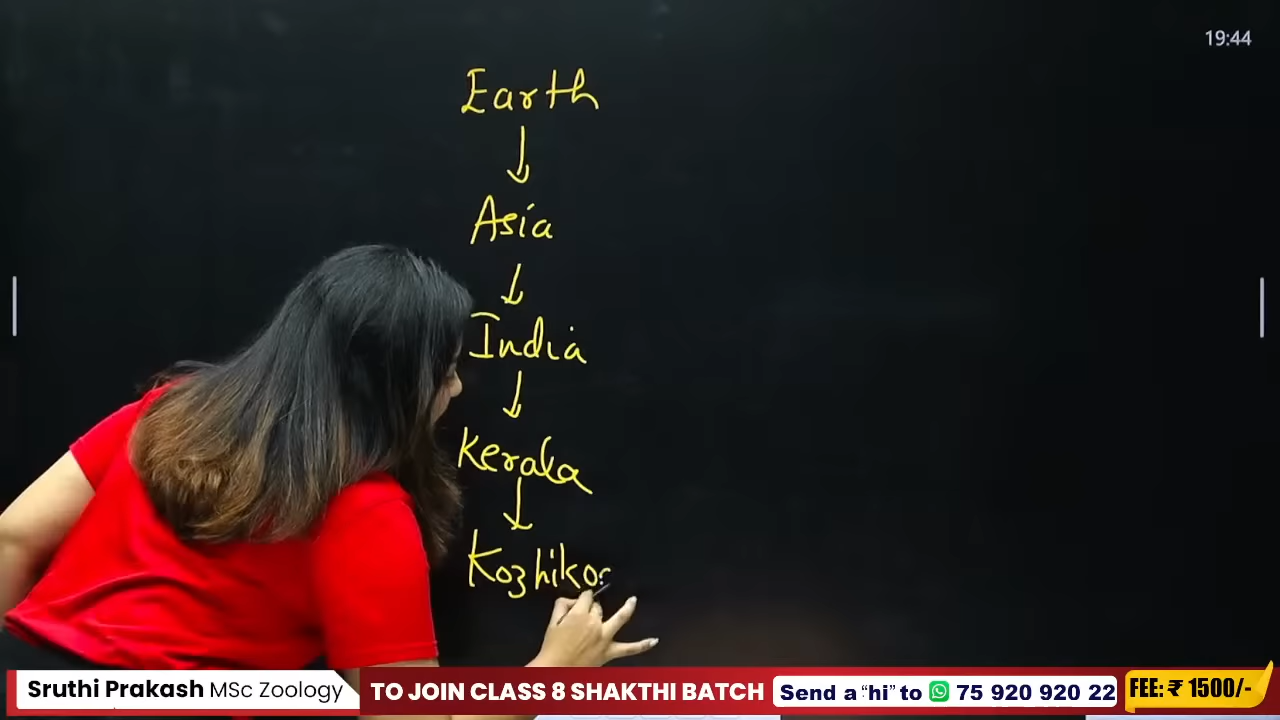 19:44
Earth
Asia
India
Kerala
Kozhiko
Sruthi Prakash MSc Zoology
TO JOIN CLASS 8 SHAKTHI BATCH
Send a “hi” to 75 920 920 22
FEE: ₹ 1500/-